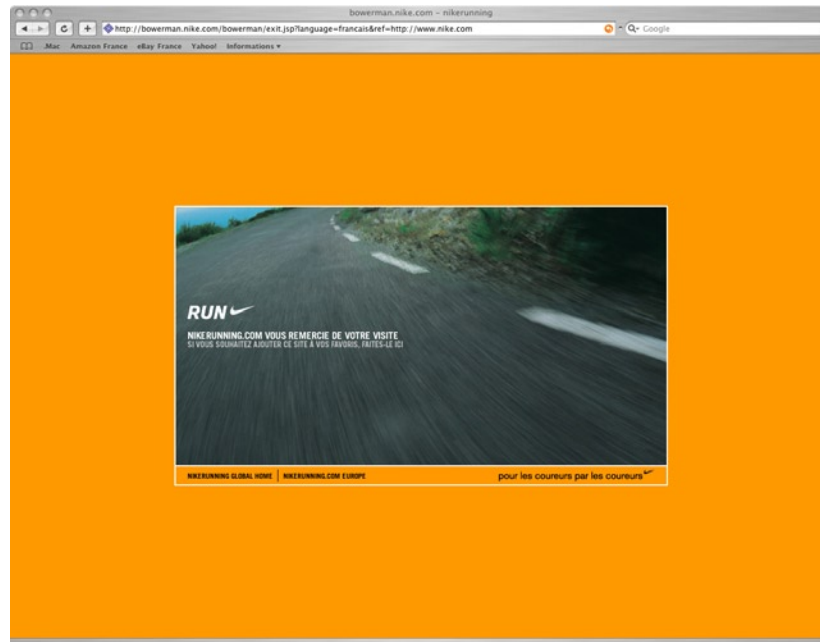 bowerman.nike.com – nikerunning
http://bowerman.nike.com/bowerman/exit.jsp?language=francais&ref=http://www.nike.com
Google
.Mac Amazon France eBay France Yahoo! Informations
RUN
NIKERUNNING.COM VOUS REMERCIE DE VOTRE VISITE
SI VOUS SOUHAITEZ AJOUTER CE SITE À VOS FAVORIS, FAITES-LE ICI
NIKERUNNING GLOBAL HOME | NIKERUNNING.COM EUROPE
pour les coureurs par les coureurs